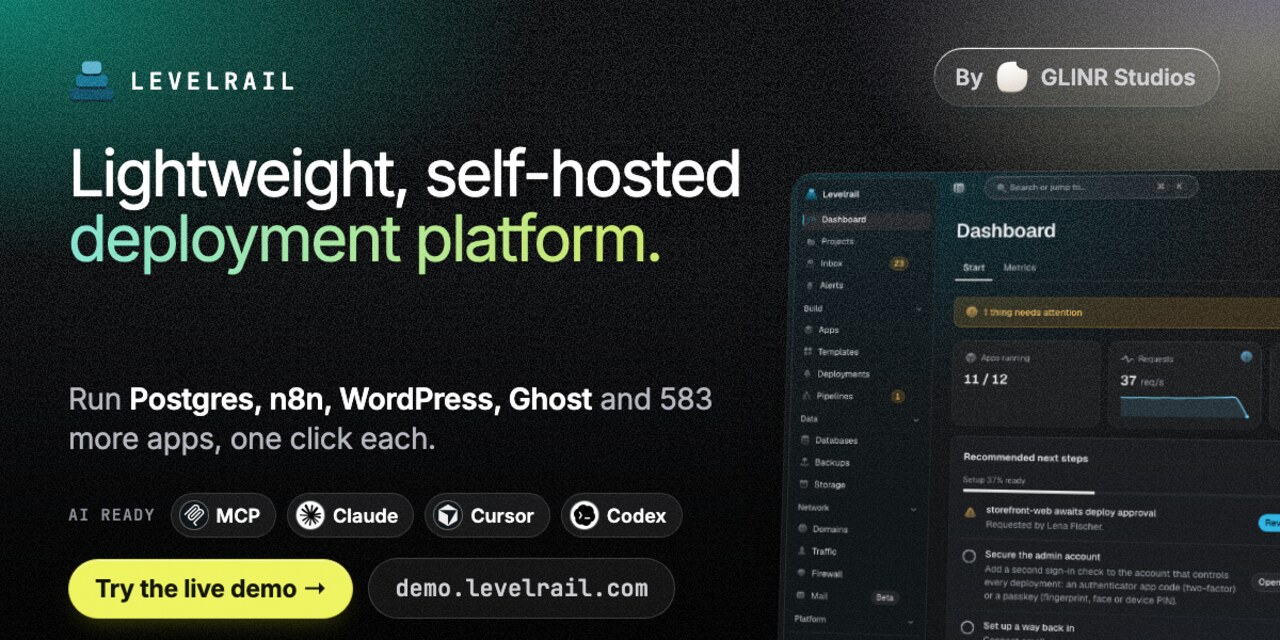 LEVELRAIL
By GLINR Studios
Lightweight, self-hosted
deployment platform.
Run Postgres, n8n, WordPress, Ghost and 583
more apps, one click each.
AI READY
MCP
Claude
Cursor
Codex
Try the live demo →
demo.levelrail.com
Levelrail
Search or jump to...
⌘ K
Dashboard
Projects
Inbox
23
Alerts
Build
Apps
Templates
Deployments
Pipelines
1
Data
Databases
Backups
Storage
Network
Domains
Traffic
Firewall
Mail
Beta
Platform
Dashboard
Start
Metrics
1 thing needs attention
Apps running
11 / 12
Requests
37 req/s
Recommended next steps
Setup 37% ready
storefront-web awaits deploy approval
Requested by Lena Fischer.
Secure the admin account
Add a second sign-in check to the account that controls
every deployment: an authenticator app code (two-factor)
or a passkey (fingerprint, face or device PIN).
Open
Set up a way back in